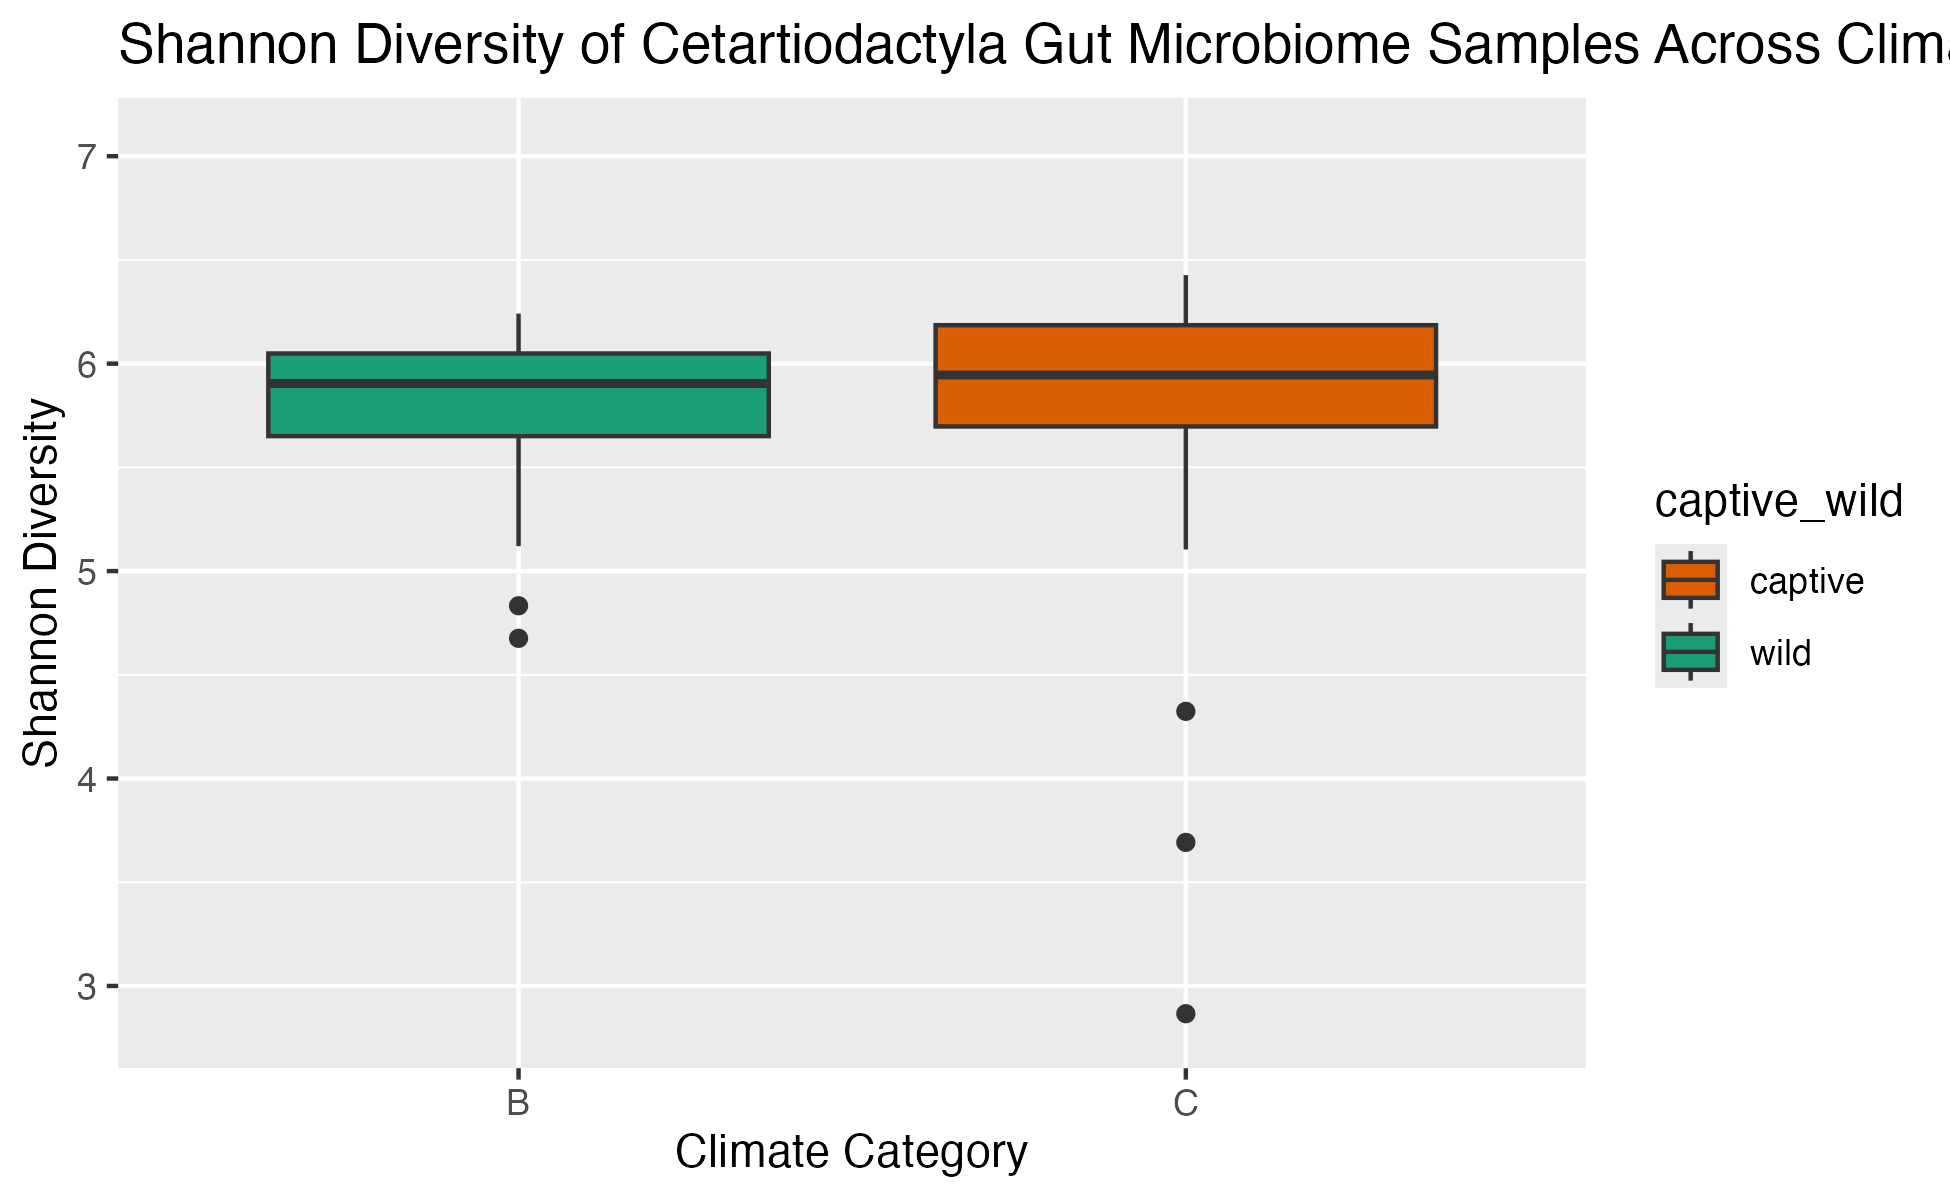 Shannon Diversity of Cetartiodactyla Gut Microbiome Samples Across Clima
7
6
5
4
3
Shannon Diversity
B
C
Climate Category
captive_wild
captive
wild